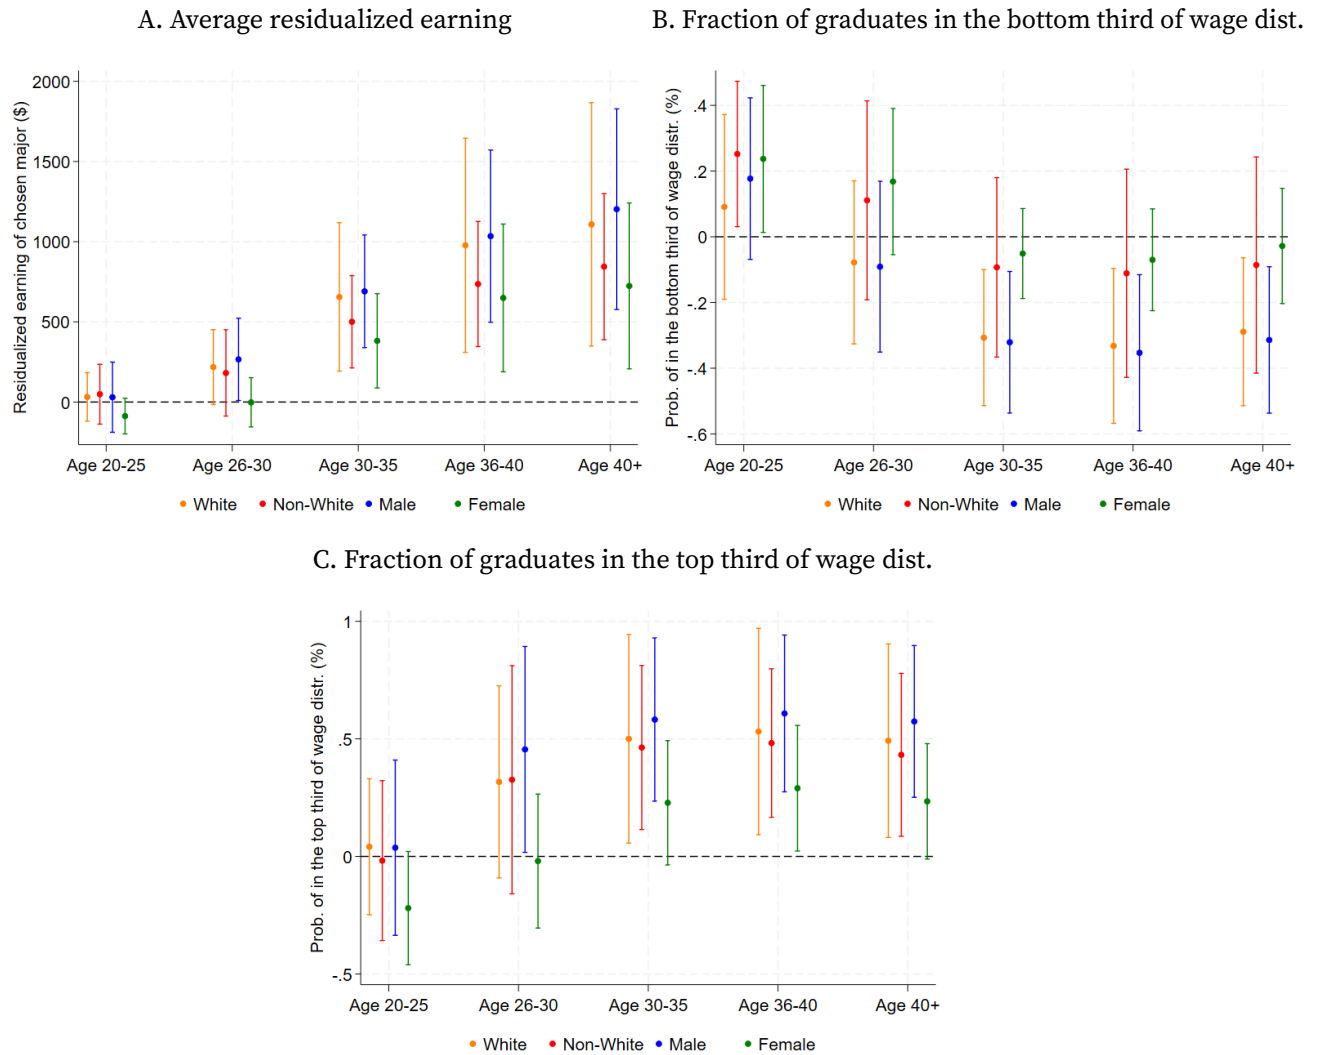 A. Average residualized earning
Residualized earning of chosen major ($)
2000
1500
1000
500
0
Age 20-25 Age 26-30 Age 30-35 Age 36-40 Age 40+
White Non-White Male Female
B. Fraction of graduates in the bottom third of wage dist.
Prob. of in the bottom third of wage distr. (%)
.4
.2
0
-.2
-.4
-.6
Age 20-25 Age 26-30 Age 30-35 Age 36-40 Age 40+
White Non-White Male Female
C. Fraction of graduates in the top third of wage dist.
Prob. of in the top third of wage distr. (%)
1
.5
0
-.5
Age 20-25 Age 26-30 Age 30-35 Age 36-40 Age 40+
White Non-White Male Female